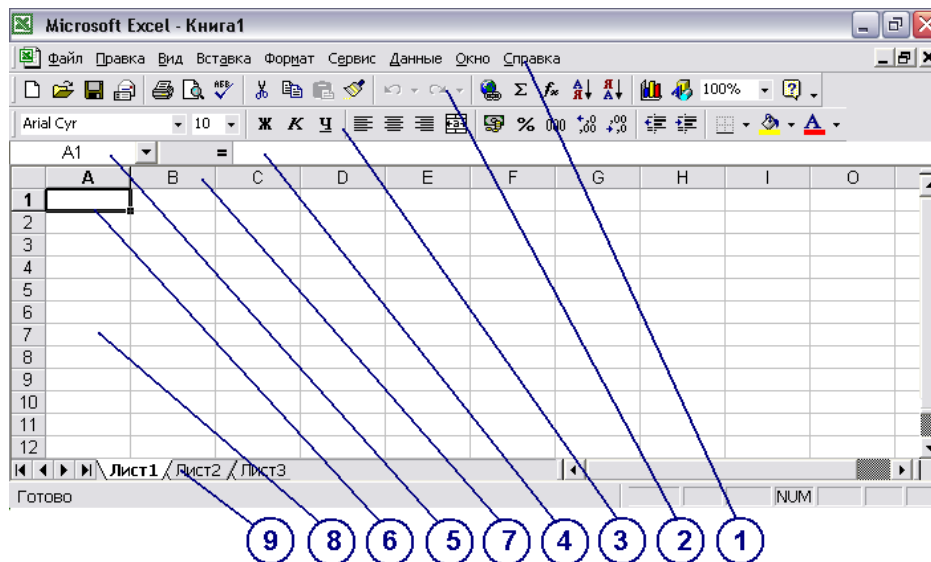 Microsoft Excel - Книга1
Файл Правка Вид Вставка Формат Сервис Данные Окно Справка
100%
Arial Cyr 10 Ж К Ч % 000
A1 =
A B C D E F G H I O
1
2
3
4
5
6
7
8
9
10
11
12
Лист1 Лист2 Лист3
Готово NUM
9 8 6 5 7 4 3 2 1